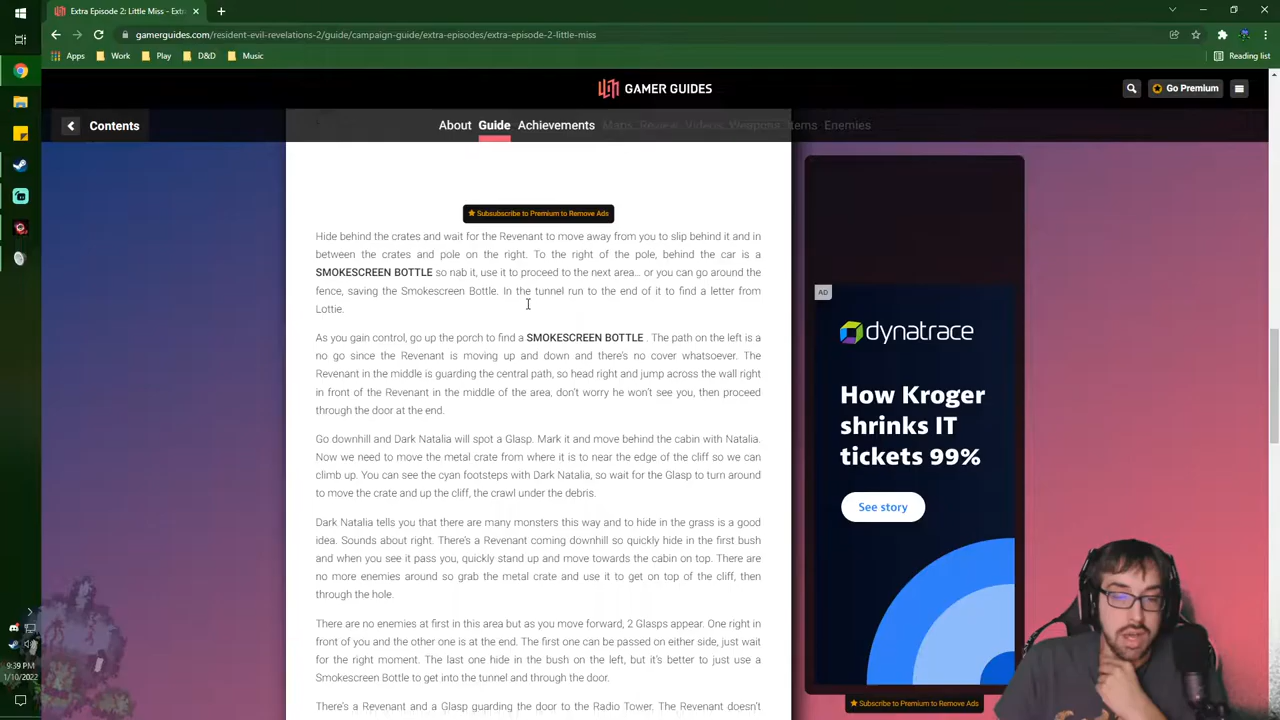 Extra Episode 2: Little Miss -
gamerguides.com/resident-evil-revelations-2/guide/campaign-guide/extra-episodes/extra-episode-2-little-miss
Apps Work Play D&D Music Reading list
GAMER GUIDES Go Premium
Contents About Guide Achievements Maps Review Videos Weapons Items Enemies
Subsubscribe to Premium to Remove Ads
Hide behind the crates and wait for the Revenant to move away from you to slip behind it and in
between the crates and pole on the right. To the right of the pole, behind the car is a
SMOKESCREEN BOTTLE so nab it, use it to proceed to the next area... or you can go around the
fence, saving the Smokescreen Bottle. In the tunnel run to the end of it to find a letter from
Lottie.
As you gain control, go up the porch to find a SMOKESCREEN BOTTLE . The path on the left is a
no go since the Revenant is moving up and down and there's no cover whatsoever. The
Revenant in the middle is guarding the central path, so head right and jump across the wall right
in front of the Revenant in the middle of the area, don't worry he won't see you, then proceed
through the door at the end.
Go downhill and Dark Natalia will spot a Glasp. Mark it and move behind the cabin with Natalia.
Now we need to move the metal crate from where it is to near the edge of the cliff so we can
climb up. You can see the cyan footsteps with Dark Natalia, so wait for the Glasp to turn around
to move the crate and up the cliff, the crawl under the debris.
Dark Natalia tells you that there are many monsters this way and to hide in the grass is a good
idea. Sounds about right. There's a Revenant coming downhill so quickly hide in the first bush
and when you see it pass you, quickly stand up and move towards the cabin on top. There are
no more enemies around so grab the metal crate and use it to get on top of the cliff, then
through the hole.
There are no enemies at first in this area but as you move forward, 2 Glasps appear. One right in
front of you and the other one is at the end. The first one can be passed on either side, just wait
for the right moment. The last one hide in the bush on the left, but it's better to just use a
Smokescreen Bottle to get into the tunnel and through the door.
There's a Revenant and a Glasp guarding the door to the Radio Tower. The Revenant doesn't
AD
dynatrace
How Kroger
shrinks IT
tickets 99%
See story
Subscribe to Premium to Remove Ads
9:39 PM
1/10/2022